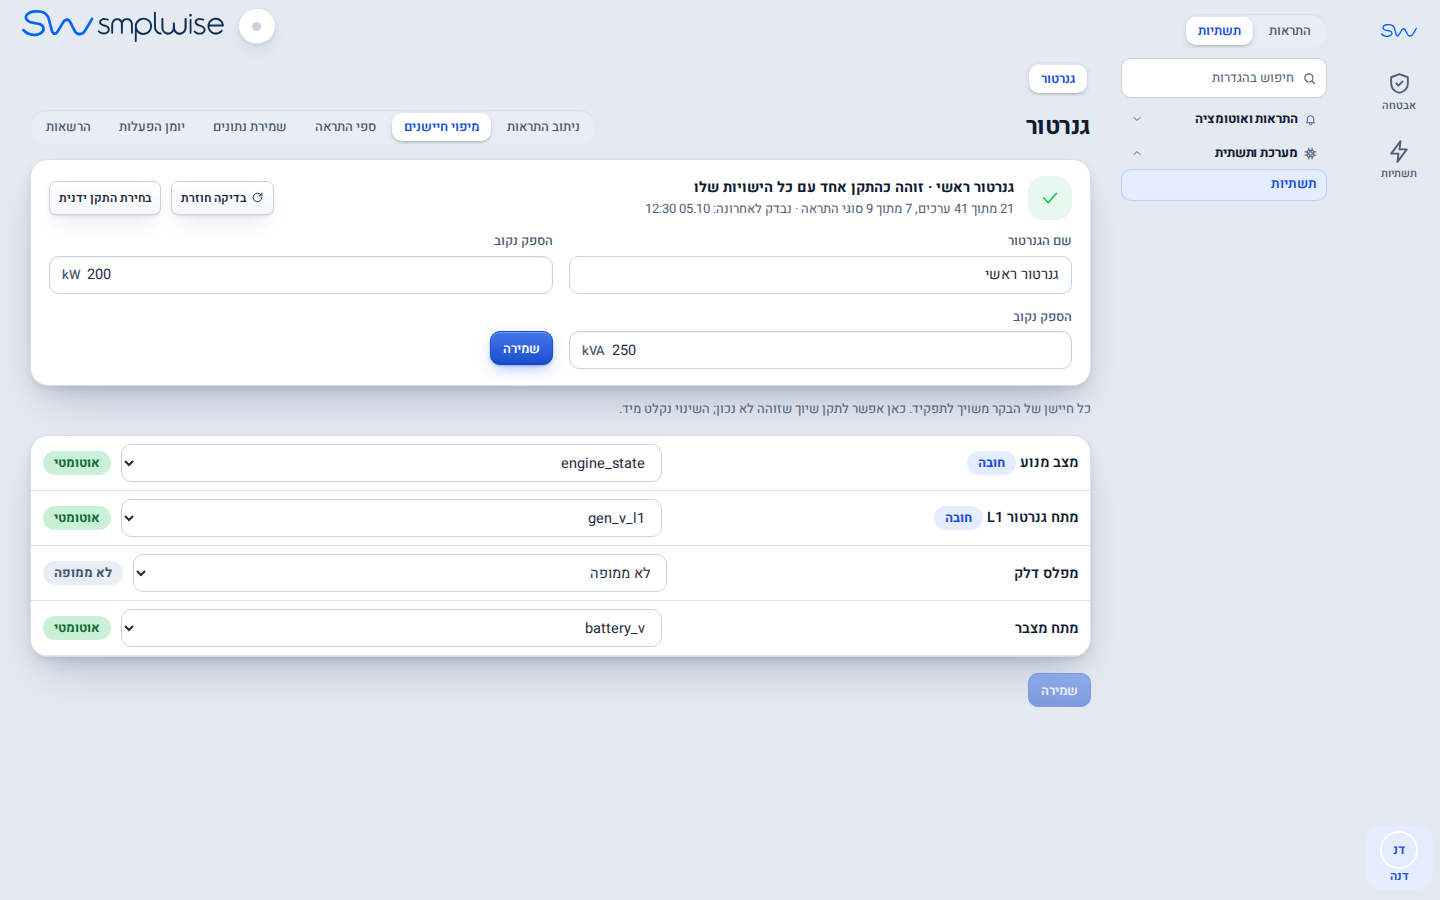 smplwise
התראות
תשתיות
אבטחה
תשתיות
חיפוש בהגדרות
התראות ואוטומציה
מערכת ותשתית
תשתיות
גנרטור
גנרטור
ניתוב התראות
מיפוי חיישנים
ספי התראה
שמירת נתונים
יומן הפעלות
הרשאות
גנרטור ראשי · זוהה כהתקן אחד עם כל הישויות שלו
21 מתוך 41 ערכים, 7 מתוך 9 סוגי התראה · נבדק לאחרונה: 05.10 12:30
בדיקה חוזרת
בחירת התקן ידנית
שם הגנרטור
הספק נקוב
גנרטור ראשי
200 kW
הספק נקוב
250 kVA
שמירה
כל חיישן של הבקר משויך לתפקיד. כאן אפשר לתקן שיוך שזוהה לא נכון; השינוי נקלט מיד.
מצב מנוע חובה engine_state אוטומטי
מתח גנרטור L1 חובה gen_v_l1 אוטומטי
מפלס דלק לא ממופה לא ממופה
מתח מצבר battery_v אוטומטי
שמירה
דנ
דנה